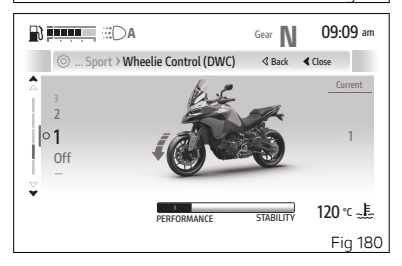 A Gear N 09:09 am
... Sport › Wheelie Control (DWC) Back Close
Current
3
2
1 1
Off
–
1
PERFORMANCE STABILITY 120 °C
Fig 180